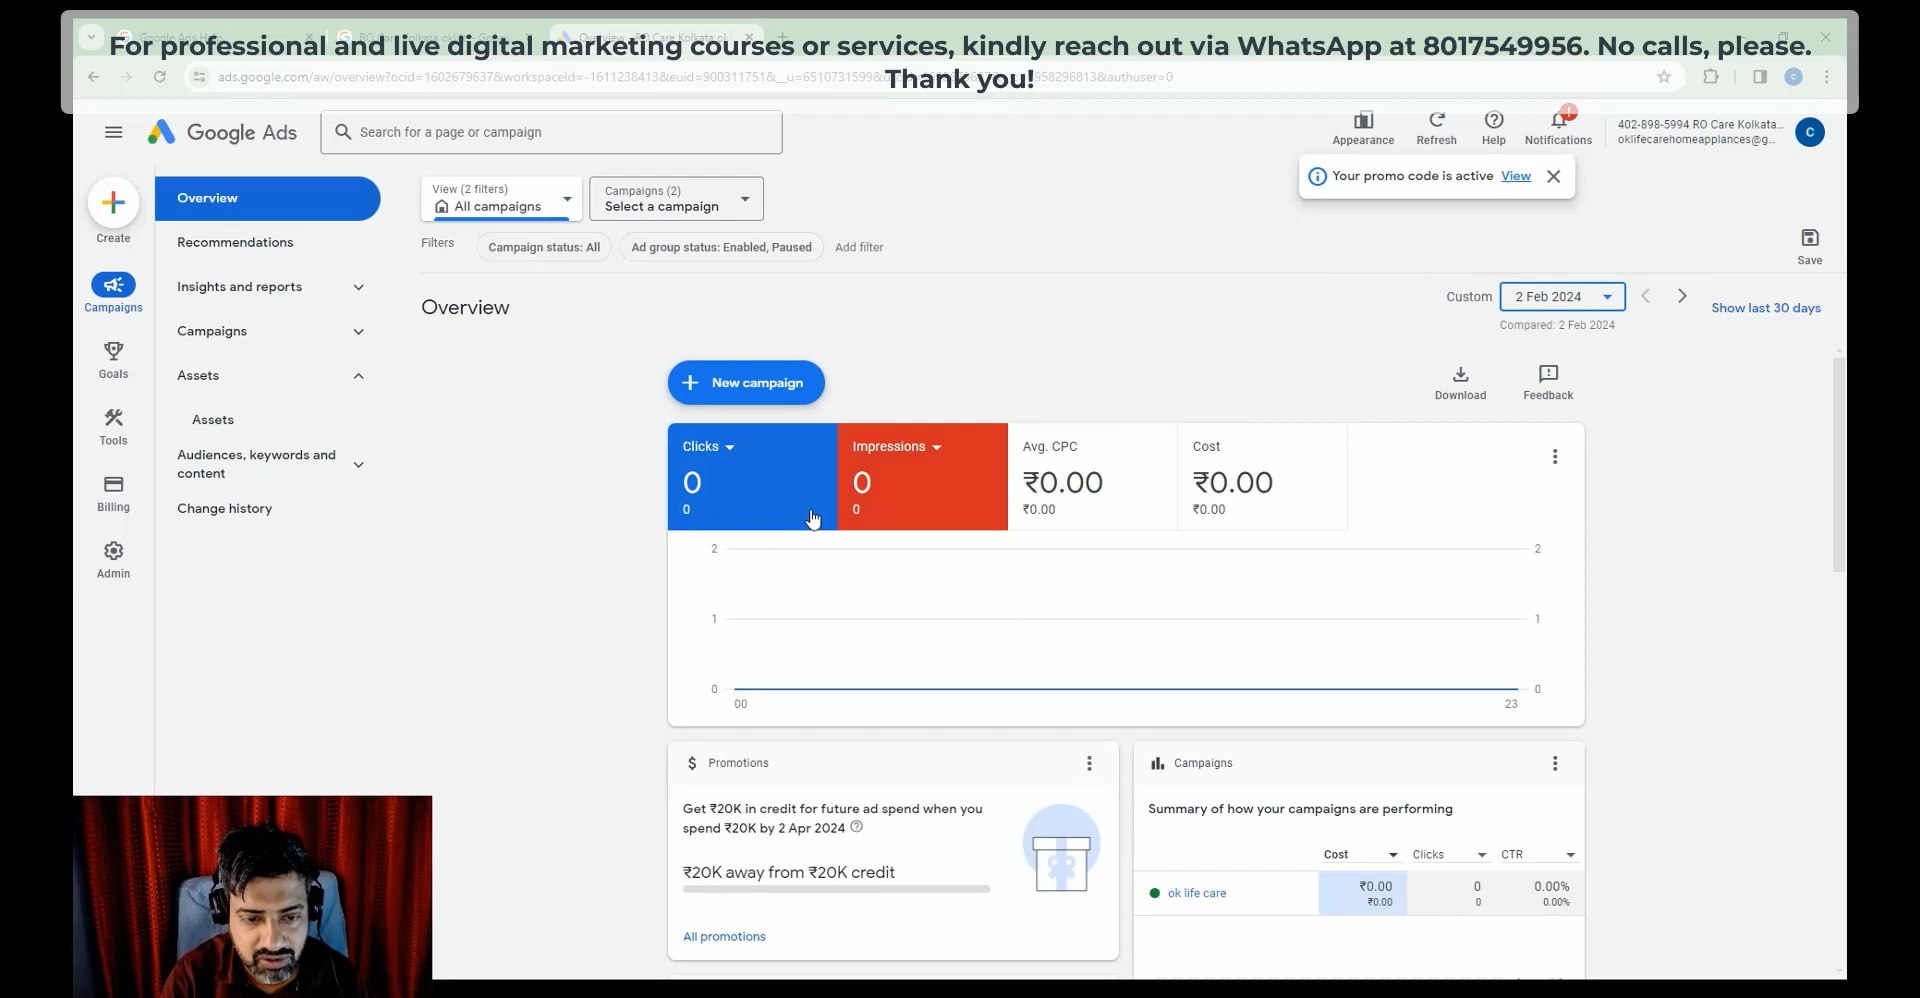 For professional and live digital marketing courses or services, kindly reach out via WhatsApp at 8017549956. No calls, please.
Thank you!
Google Ads
Search for a page or campaign
Appearance
Refresh
Help
Notifications
402-898-5994 RO Care Kolkata...
oklifecarehomeappliances@g...
C
Your promo code is active View
Create
Campaigns
Goals
Tools
Billing
Admin
Overview
Recommendations
Insights and reports
Campaigns
Assets
Assets
Audiences, keywords and
content
Change history
View (2 filters)
All campaigns
Campaigns (2)
Select a campaign
Filters
Campaign status: All
Ad group status: Enabled, Paused
Add filter
Save
Overview
Custom
2 Feb 2024
Compared: 2 Feb 2024
Show last 30 days
New campaign
Download
Feedback
Clicks
0
0
Impressions
0
0
Avg. CPC
₹0.00
₹0.00
Cost
₹0.00
₹0.00
2
2
1
1
0
0
00
23
Promotions
Get ₹20K in credit for future ad spend when you
spend ₹20K by 2 Apr 2024
₹20K away from ₹20K credit
All promotions
Campaigns
Summary of how your campaigns are performing
Cost
Clicks
CTR
ok life care
₹0.00
0
0.00%
₹0.00
0
0.00%